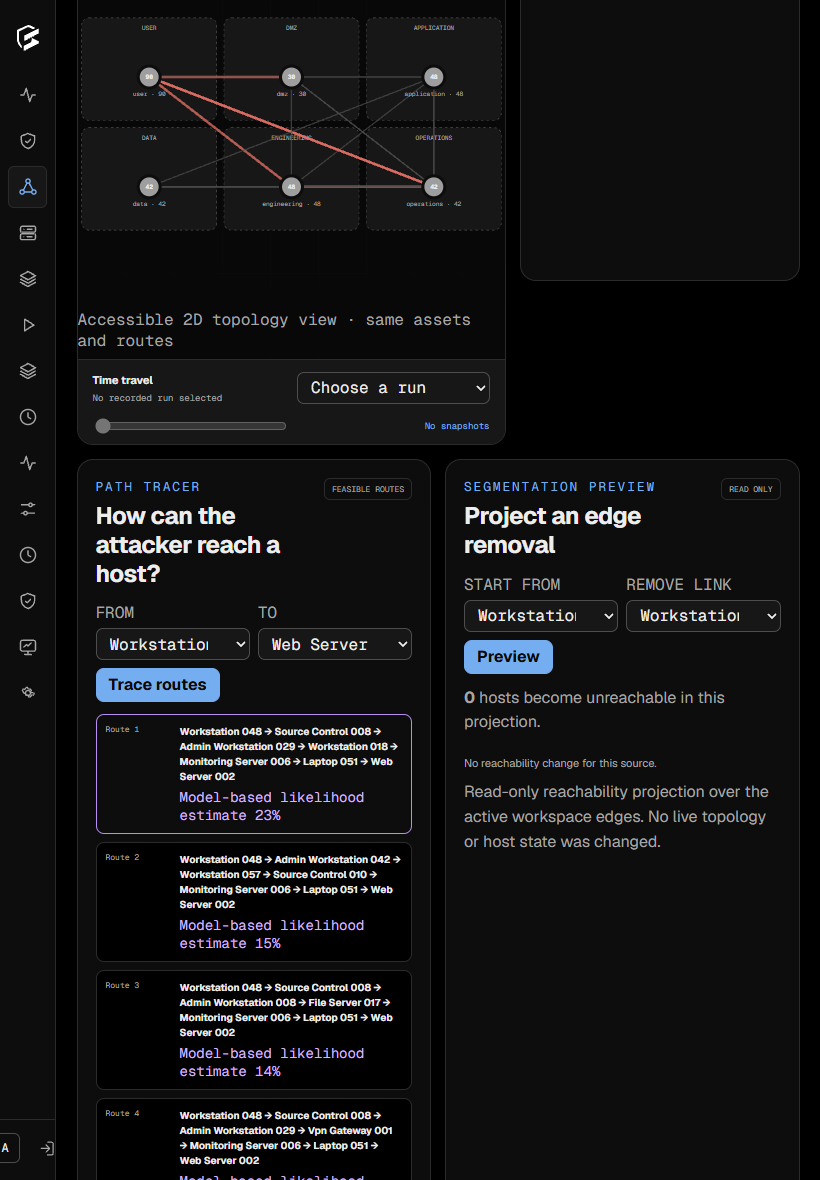 USER
DMZ
APPLICATION
90
30
48
user · 90
dmz · 30
application · 48
DATA
ENGINEERING
OPERATIONS
42
48
42
data · 42
engineering · 48
operations · 42
Accessible 2D topology view · same assets
and routes
Time travel
No recorded run selected
Choose a run
No snapshots
PATH TRACER
FEASIBLE ROUTES
How can the
attacker reach a
host?
FROM
TO
Workstation
Web Server
Trace routes
Route 1
Workstation 048 → Source Control 008 →
Admin Workstation 029 → Workstation 018 →
Monitoring Server 006 → Laptop 051 → Web
Server 002
Model-based likelihood
estimate 23%
Route 2
Workstation 048 → Admin Workstation 042 →
Workstation 057 → Source Control 010 →
Monitoring Server 006 → Laptop 051 → Web
Server 002
Model-based likelihood
estimate 15%
Route 3
Workstation 048 → Source Control 008 →
Admin Workstation 008 → File Server 017 →
Monitoring Server 006 → Laptop 051 → Web
Server 002
Model-based likelihood
estimate 14%
Route 4
Workstation 048 → Source Control 008 →
Admin Workstation 029 → Vpn Gateway 001
→ Monitoring Server 006 → Laptop 051 →
Web Server 002
Model-based likelihood
SEGMENTATION PREVIEW
READ ONLY
Project an edge
removal
START FROM
REMOVE LINK
Workstation
Workstation
Preview
0 hosts become unreachable in this
projection.
No reachability change for this source.
Read-only reachability projection over the
active workspace edges. No live topology
or host state was changed.
A